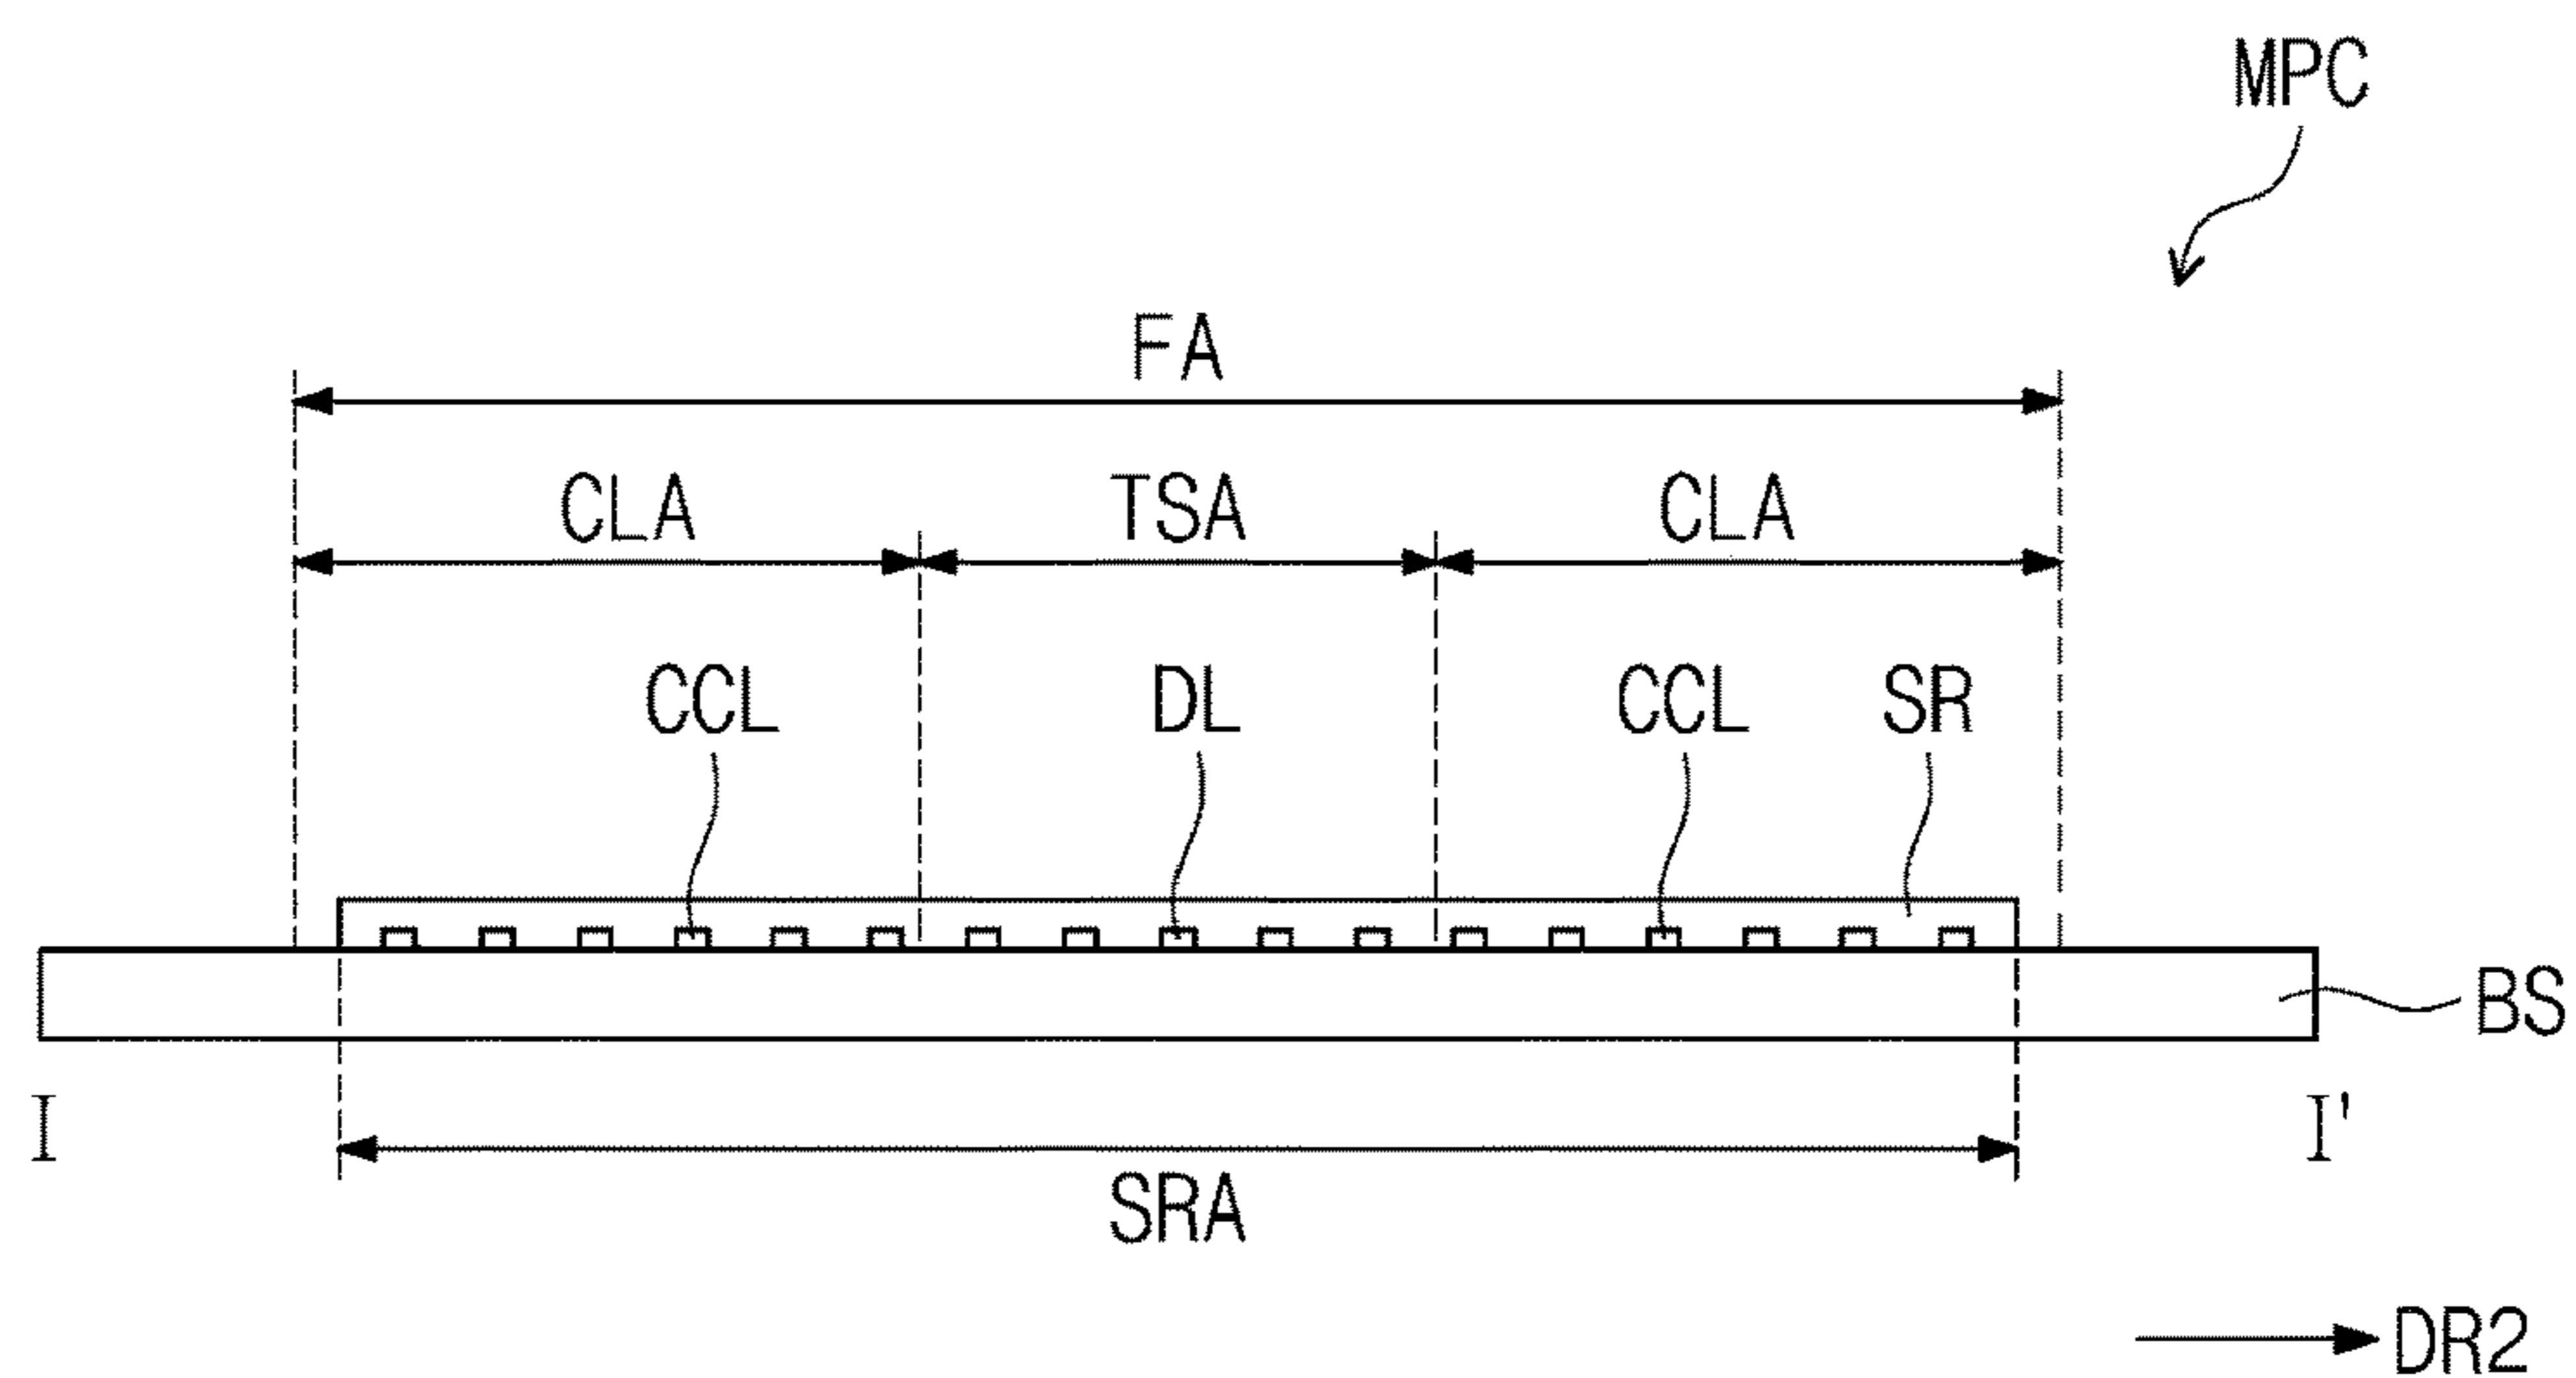 MPC
FA
CLA TSA CLA
CCL DL CCL SR
BS
I I'
SRA
DR2